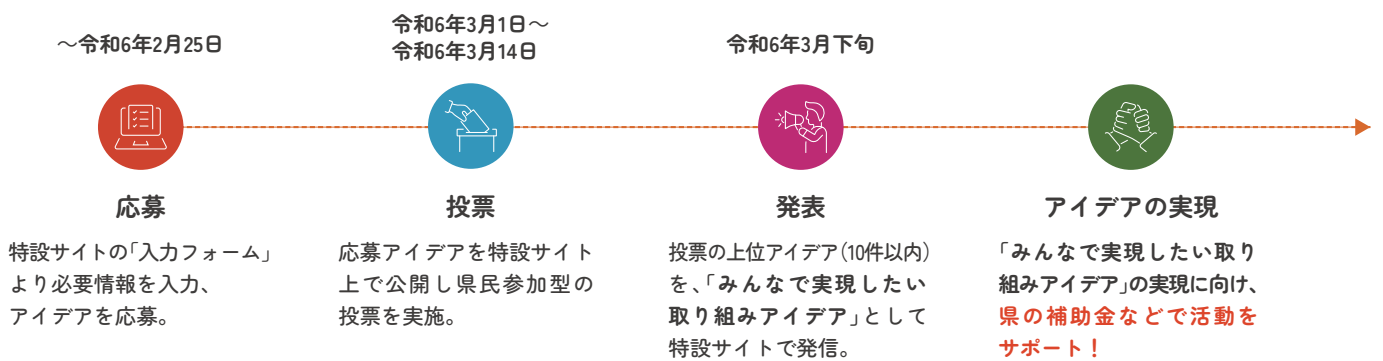 ～令和6年2月25日
応募
特設サイトの「入力フォーム」
より必要情報を入力、
アイデアを応募。
令和6年3月1日～
令和6年3月14日
投票
応募アイデアを特設サイト
上で公開し県民参加型の
投票を実施。
令和6年3月下旬
発表
投票の上位アイデア（10件以内）
を、「みんなで実現したい
取り組みアイデア」として
特設サイトで発信。
アイデアの実現
「みんなで実現したい取り
組みアイデア」の実現に向け、
県の補助金などで活動を
サポート！